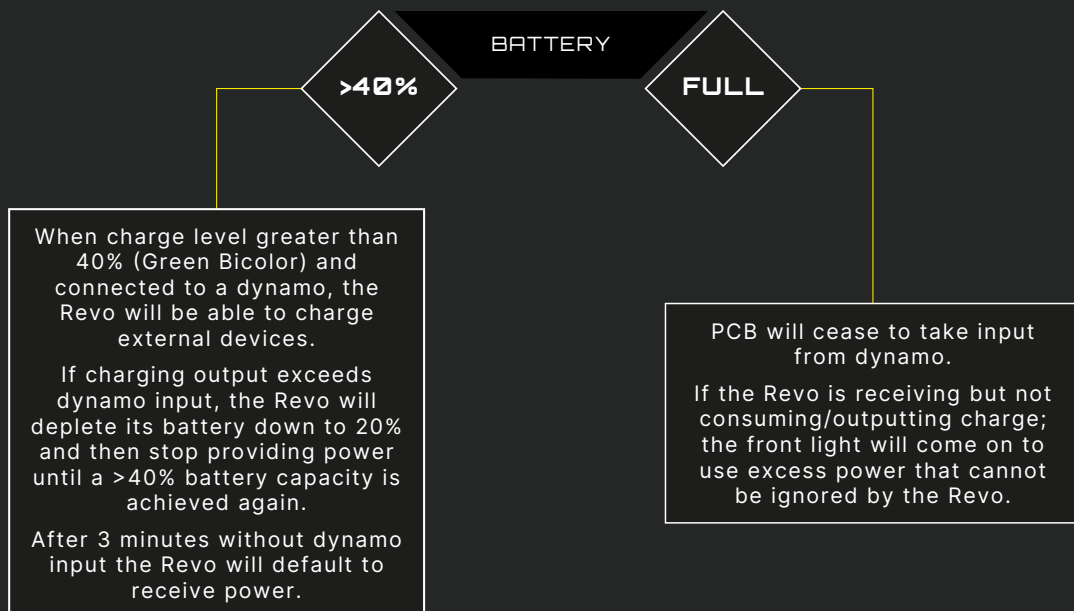 BATTERY
>40%
FULL
When charge level greater than
40% (Green Bicolor) and
connected to a dynamo, the
Revo will be able to charge
external devices.
If charging output exceeds
dynamo input, the Revo will
deplete its battery down to 20%
and then stop providing power
until a >40% battery capacity is
achieved again.
After 3 minutes without dynamo
input the Revo will default to
receive power.
PCB will cease to take input
from dynamo.
If the Revo is receiving but not
consuming/outputting charge;
the front light will come on to
use excess power that cannot
be ignored by the Revo.